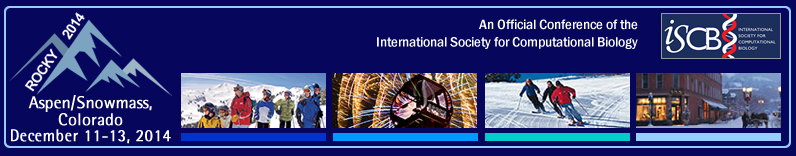 ROCKY 2014
Aspen/Snowmass,
Colorado
December 11-13, 2014
An Official Conference of the
International Society for Computational Biology
iSCB
INTERNATIONAL
SOCIETY FOR
COMPUTATIONAL
BIOLOGY